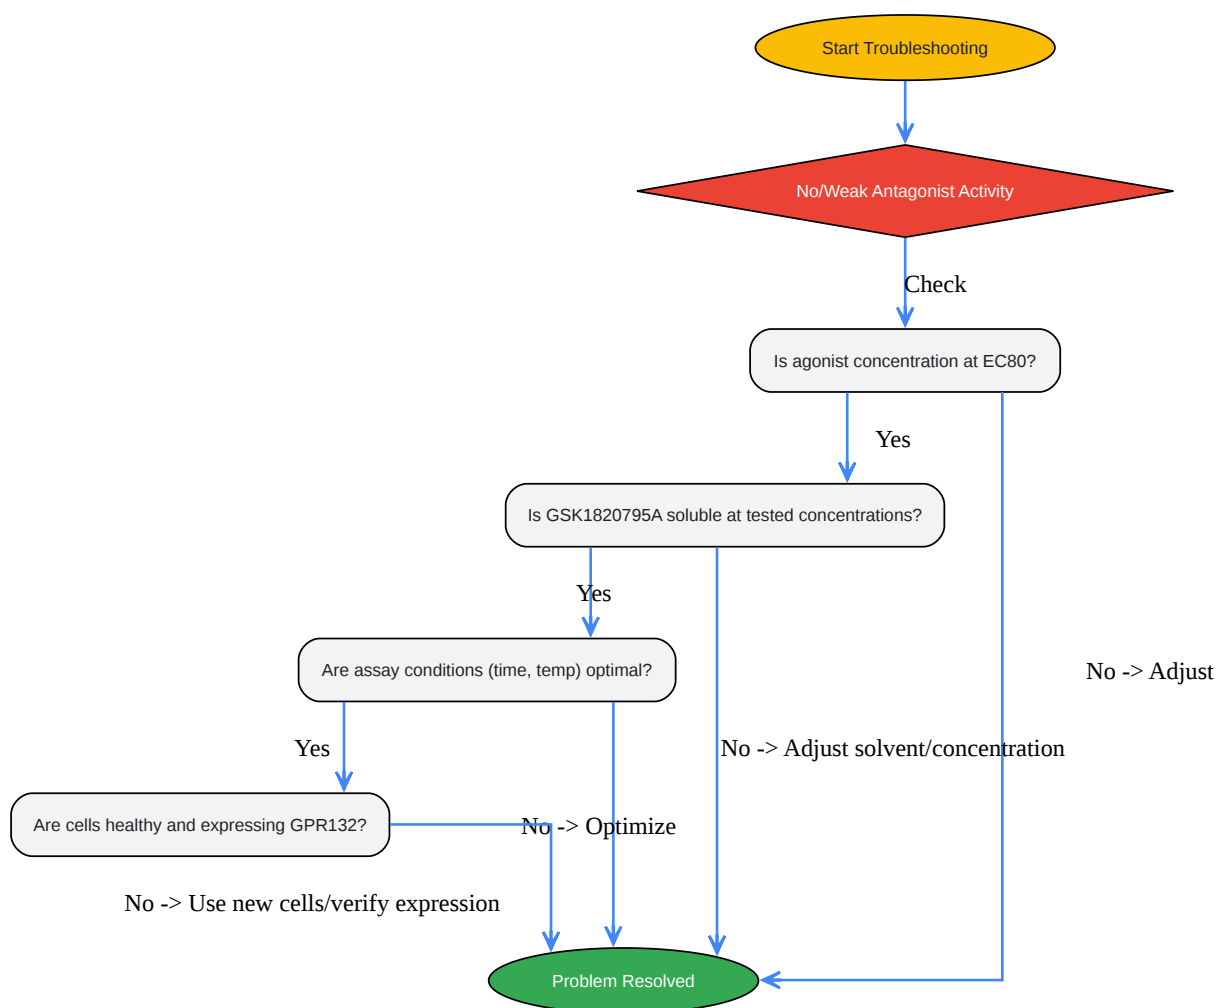 Start Troubleshooting
No/Weak Antagonist Activity
Check
Is agonist concentration at EC80?
Yes
Is GSK1820795A soluble at tested concentrations?
Yes
Are assay conditions (time, temp) optimal?
No -> Adjust
Yes
No -> Adjust solvent/concentration
Are cells healthy and expressing GPR132?
No -> Optimize
No -> Use new cells/verify expression
Problem Resolved